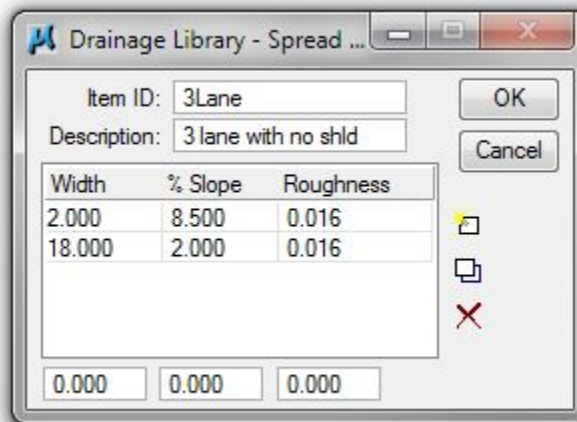 Drainage Library - Spread ...
Item ID: 3Lane OK
Description: 3 lane with no shld Cancel
Width % Slope Roughness
2.000 8.500 0.016
18.000 2.000 0.016
0.000 0.000 0.000